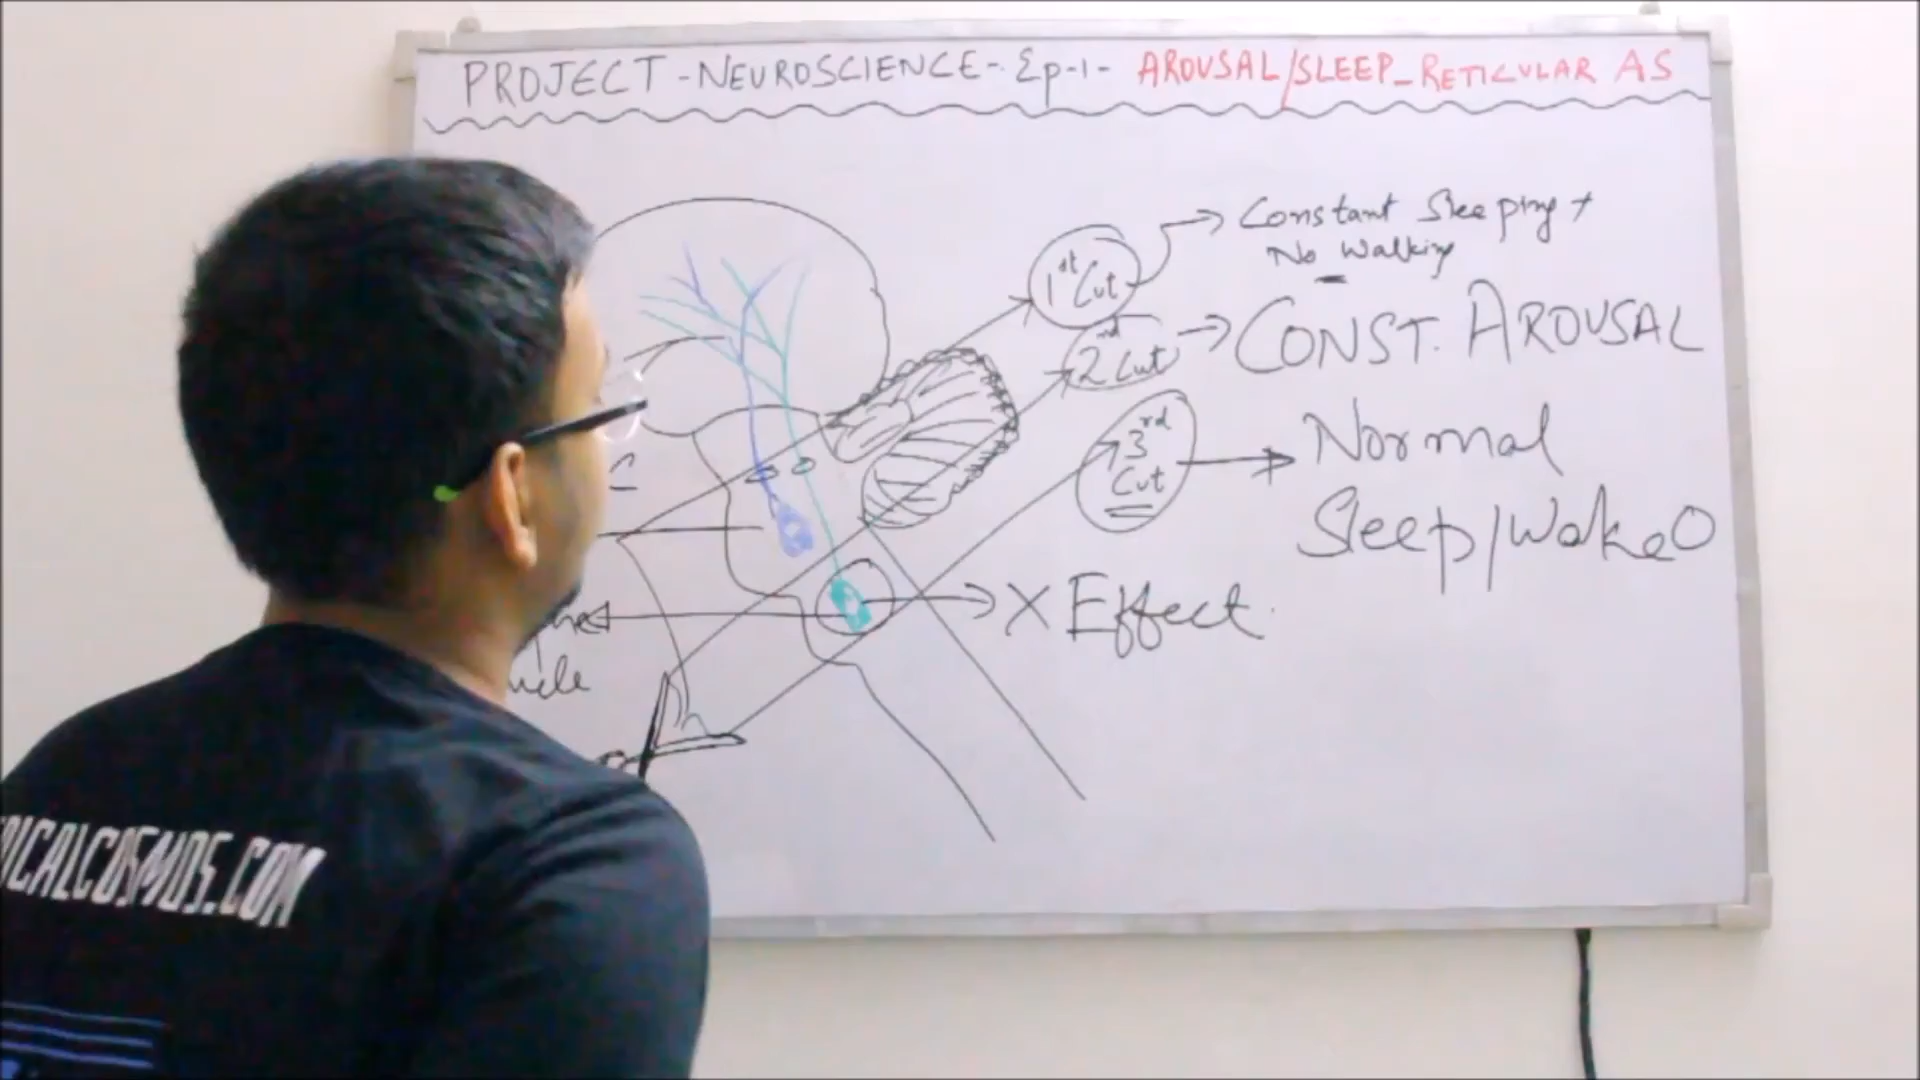 PROJECT - NEUROSCIENCE - Ep-1 - AROUSAL/SLEEP_RETICULAR AS
1st Cut
Constant Sleeping +
No Walking
2nd Cut
CONST. AROUSAL
3rd
Cut
Normal
Sleep/Wake
C
X Effect.
ICALCOSMOS.COM